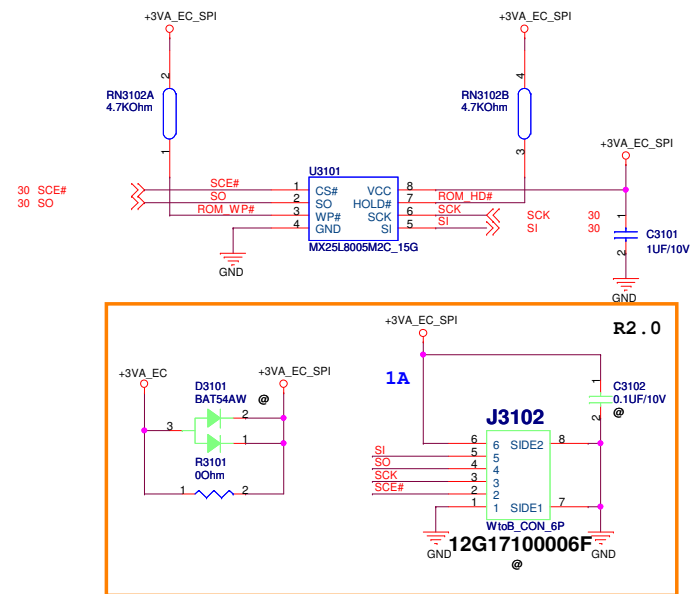 +3VA_EC_SPI
+3VA_EC_SPI
2
4
RN3102A
4.7KOhm
RN3102B
4.7KOhm
1
3
+3VA_EC_SPI
U3101
30 SCE#
SCE#
1
CS#
VCC
8
30 SO
SO
2
SO
HOLD#
7
ROM_HD#
ROM_WP#
3
WP#
SCK
6
SCK
SCK
30
4
GND
SI
5
SI
SI
30
MX25L8005M2C_15G
1
C3101
1UF/10V
2
GND
GND
R2.0
+3VA_EC_SPI
+3VA_EC
+3VA_EC_SPI
1A
D3101
BAT54AW
@
1
C3102
0.1UF/10V
@
2
3
2
1
J3102
R3101
0Ohm
1
2
6
6
SIDE2
8
SI
5
5
SO
4
4
SCK
3
3
SCE#
2
2
1
1
SIDE1
7
WtoB_CON_6P
GND
12G17100006F
GND
@